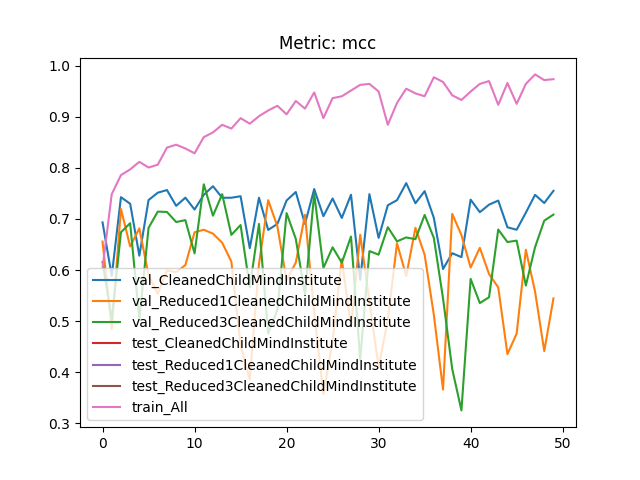 Metric: mcc
1.0
0.9
0.8
0.7
0.6
0.5
0.4
0.3
val_CleanedChildMindInstitute
val_Reduced1CleanedChildMindInstitute
val_Reduced3CleanedChildMindInstitute
test_CleanedChildMindInstitute
test_Reduced1CleanedChildMindInstitute
test_Reduced3CleanedChildMindInstitute
train_All
0 10 20 30 40 50